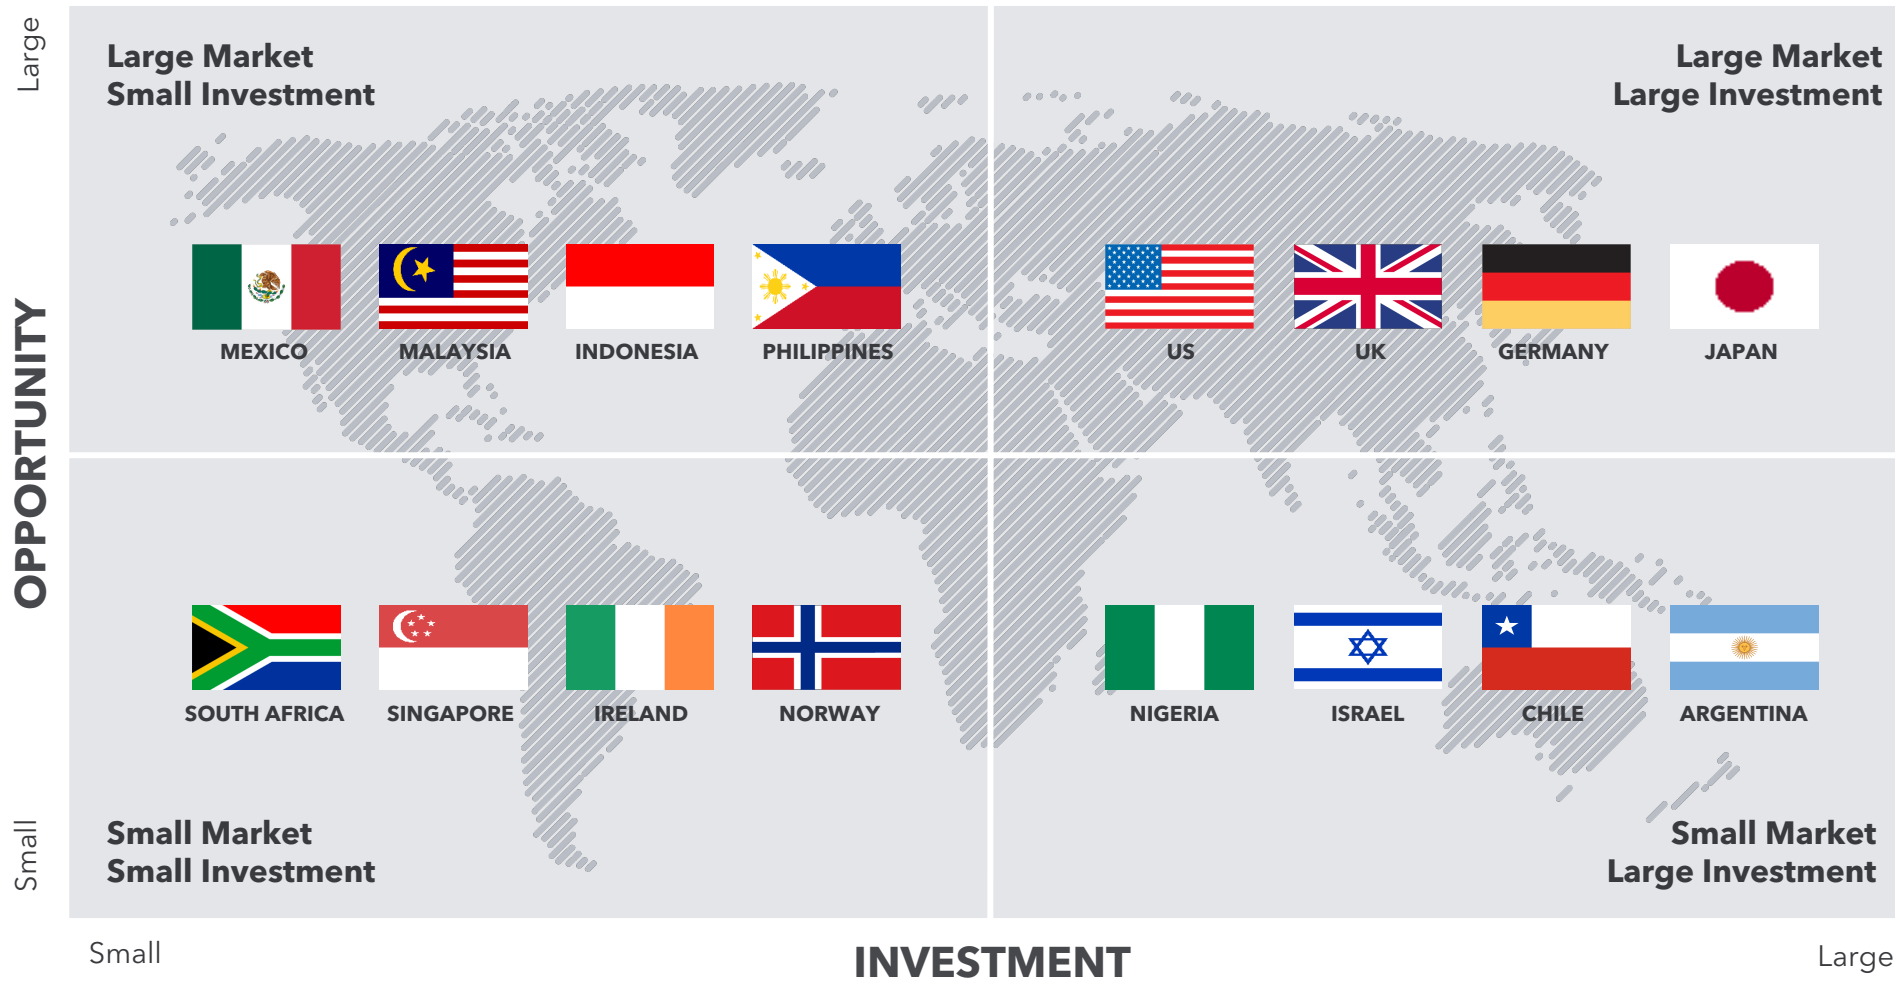 Large
Large Market
Small Investment
Large Market
Large Investment
MEXICO
MALAYSIA
INDONESIA
PHILIPPINES
US
UK
GERMANY
JAPAN
OPPORTUNITY
SOUTH AFRICA
SINGAPORE
IRELAND
NORWAY
NIGERIA
ISRAEL
CHILE
ARGENTINA
Small Market
Small Investment
Small Market
Large Investment
Small
Small
INVESTMENT
Large